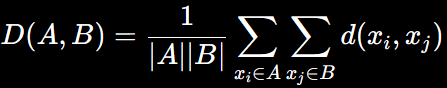 D(A, B) = \frac{1}{|A||B|} \sum_{x_i \in A} \sum_{x_j \in B} d(x_i, x_j)